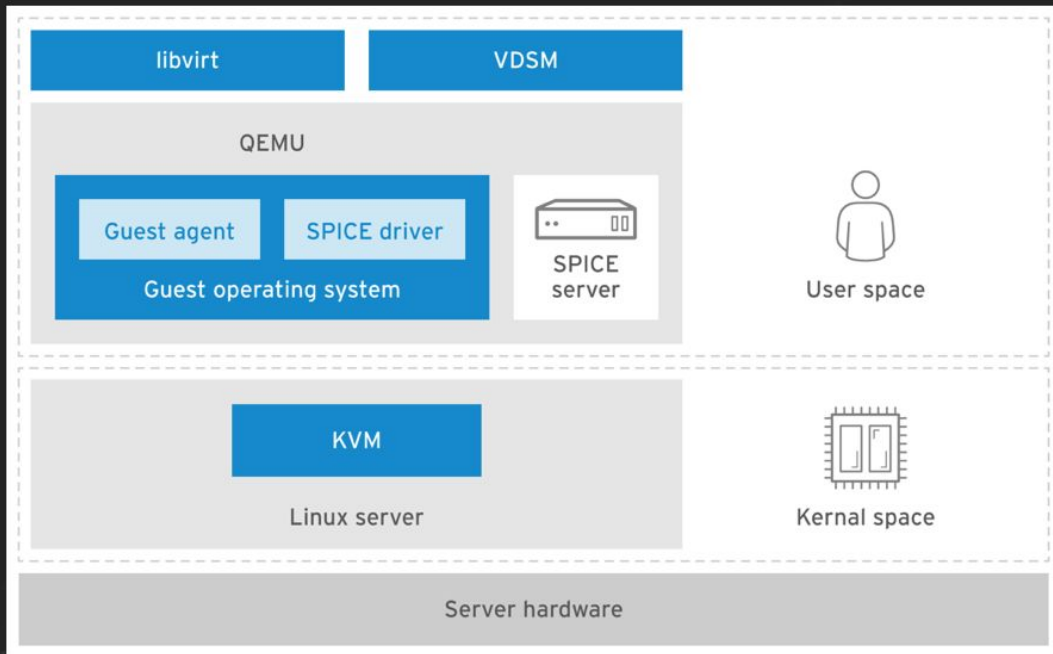 libvirt
VDSM
QEMU
Guest agent
SPICE driver
Guest operating system
SPICE
server
User space
KVM
Linux server
Kernal space
Server hardware